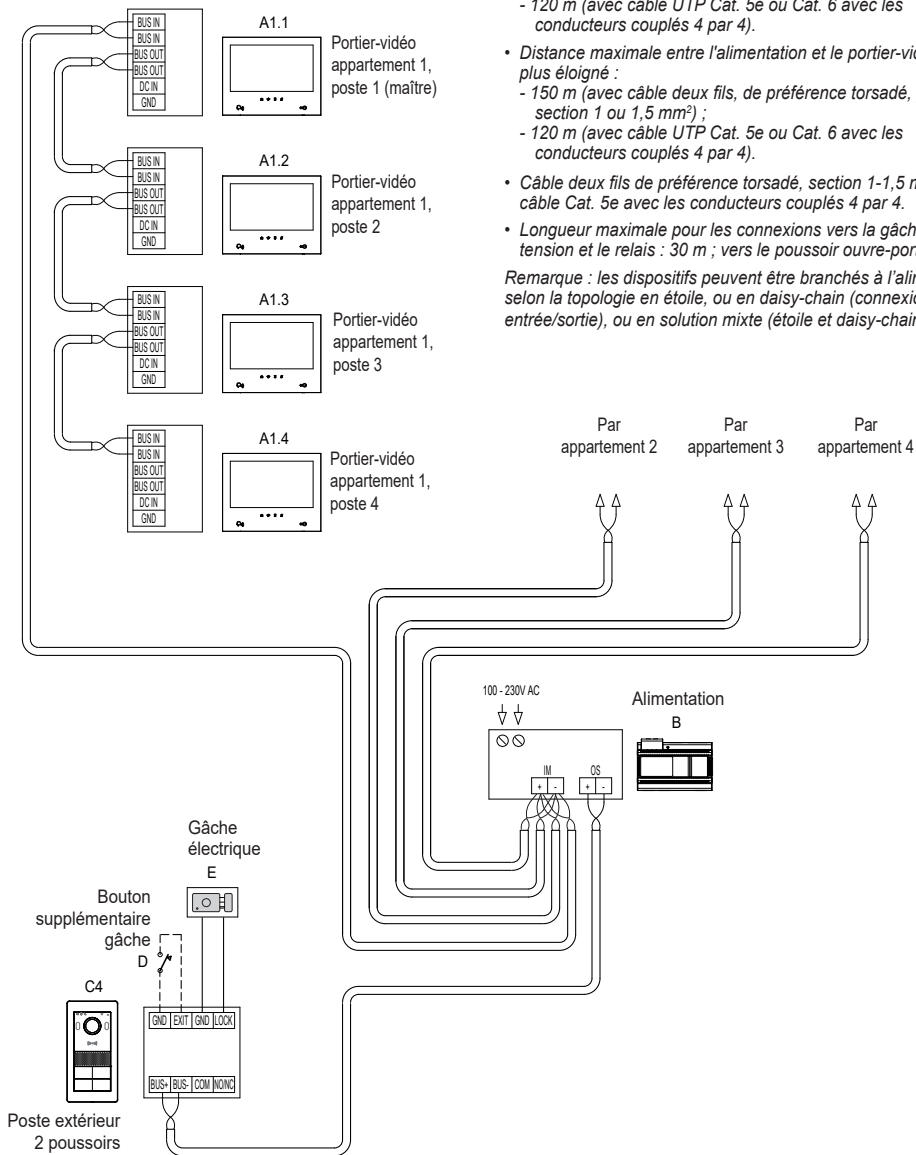 A1.1
BUS IN
BUS IN
BUS OUT
BUS OUT
DC IN
GND
Portier-vidéo
appartement 1,
poste 1 (maître)
A1.2
BUS IN
BUS IN
BUS OUT
BUS OUT
DC IN
GND
Portier-vidéo
appartement 1,
poste 2
A1.3
BUS IN
BUS IN
BUS OUT
BUS OUT
DC IN
GND
Portier-vidéo
appartement 1,
poste 3
A1.4
BUS IN
BUS IN
BUS OUT
BUS OUT
DC IN
GND
Portier-vidéo
appartement 1,
poste 4
- 120 m (avec câble UTP Cat. 5e ou Cat. 6 avec les
conducteurs couplés 4 par 4).
• Distance maximale entre l'alimentation et le portier-vid
plus éloigné :
- 150 m (avec câble deux fils, de préférence torsadé,
section 1 ou 1,5 mm²) ;
- 120 m (avec câble UTP Cat. 5e ou Cat. 6 avec les
conducteurs couplés 4 par 4).
• Câble deux fils de préférence torsadé, section 1-1,5 m
câble Cat. 5e avec les conducteurs couplés 4 par 4.
• Longueur maximale pour les connexions vers la gâch
tension et le relais : 30 m ; vers le poussoir ouvre-port
Remarque : les dispositifs peuvent être branchés à l'alin
selon la topologie en étoile, ou en daisy-chain (connexio
entrée/sortie), ou en solution mixte (étoile et daisy-chain
Par
appartement 2
Par
appartement 3
Par
appartement 4
100 - 230V AC
Alimentation
B
IM
+ -
OS
+ -
Gâche
électrique
E
Bouton
supplémentaire
gâche
D
C4
GND EXIT GND LOCK
BUS+ BUS- COM NO/NC
Poste extérieur
2 poussoirs